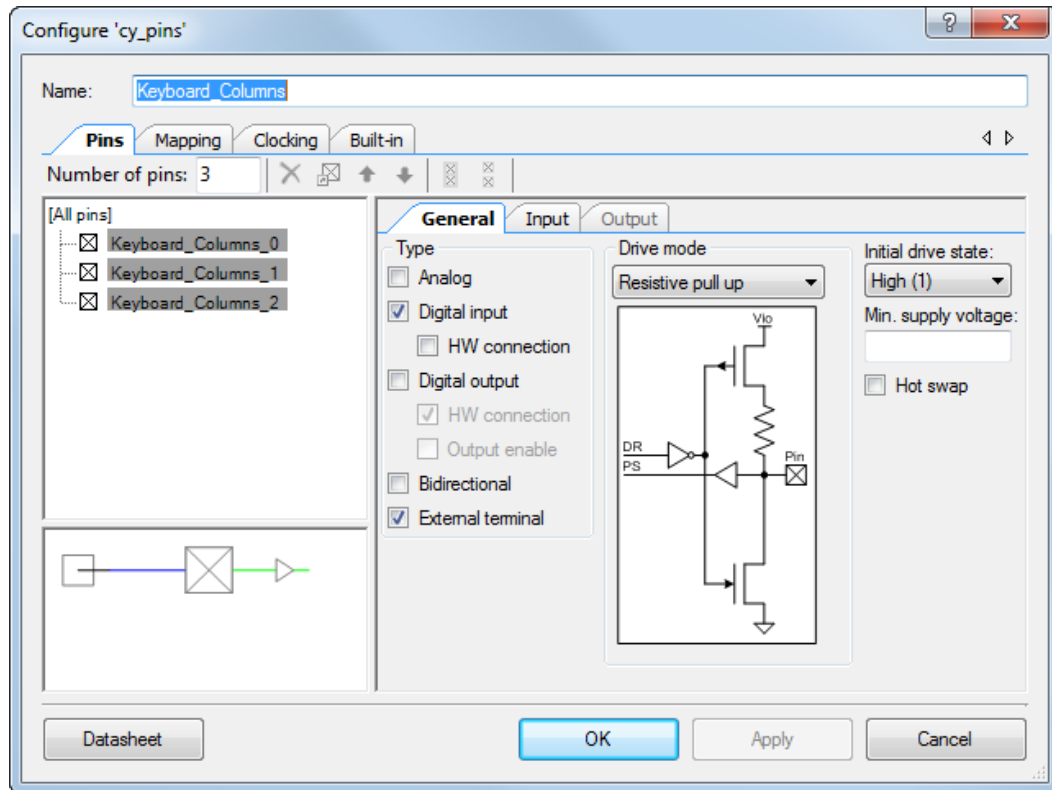 Configure 'cy_pins'
Name: Keyboard_Columns
Pins Mapping Clocking Built-in
Number of pins: 3
[All pins]
Keyboard_Columns_0
Keyboard_Columns_1
Keyboard_Columns_2
General Input Output
Type
Analog
Digital input
HW connection
Digital output
HW connection
Output enable
Bidirectional
External terminal
Drive mode
Resistive pull up
Vio
DR
PS
Pin
Initial drive state:
High (1)
Min. supply voltage:
Hot swap
Datasheet OK Apply Cancel